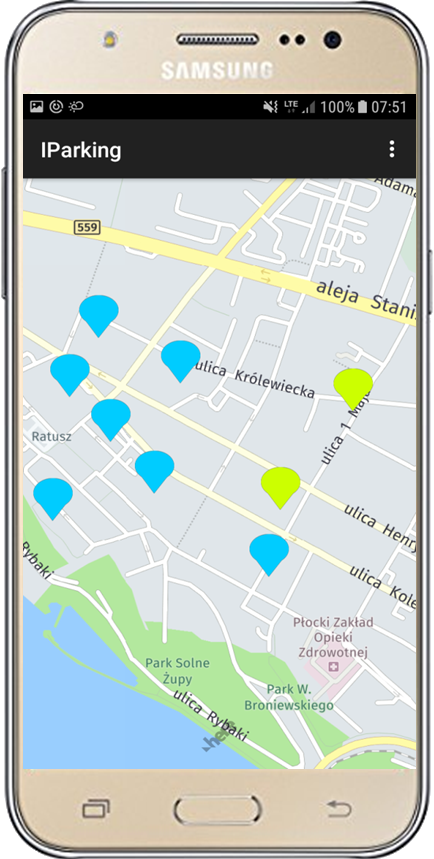 SAMSUNG
LTE 100% 07:51
IParking
Adama
559
aleja Stani
ulica Królewiecka
ulica 1 Maja
Ratusz
ulica Henry
ulica Kole
Rybaki
Płocki Zakład
Opieki
Zdrowotnej
Park Solne
Żupy
Park W.
Broniewskiego
ulica Rybaki
here